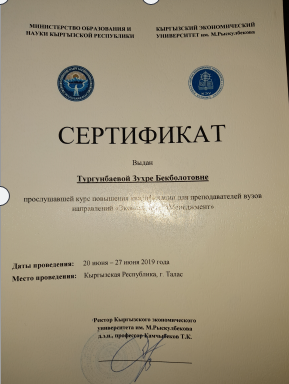 МИНИСТЕРСТВО ОБРАЗОВАНИЯ И
НАУКИ КЫРГЫЗСКОЙ РЕСПУБЛИКИ
КЫРГЫЗСКИЙ ЭКОНОМИЧЕСКИЙ
УНИВЕРСИТЕТ им. М.Рыскулбекова
СЕРТИФИКАТ
Выдан
Тургунбаевой Зухре Бекболотовне
прослушавшей курс повышения квалификации для преподавателей вузов
направлений «Менеджмент»
Даты проведения: 20 июня – 27 июня 2019 года
Место проведения: Кыргызская Республика, г. Талас
Ректор Кыргызского экономического
университета им. М.Рыскулбекова
д.э.н., профессор Камчыбеков Т.К.